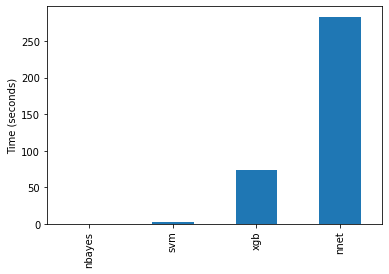 Time (seconds)
250
200
150
100
50
0
nbayes
svm
xgb
nnet